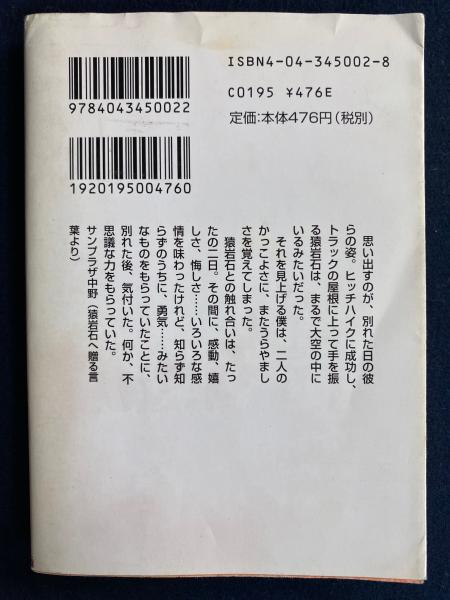 9784043450022
1920195004760
ISBN4-04-345002-8
C0195 ¥476E
定価:本体476円(税別)
思い出すのが、別れた日の彼
らの姿。ヒッチハイクに成功し、
トラックの屋根に上って手を振
る猿岩石は、まるで大空の中に
いるみたいだった。
それを見上げる僕は、二人の
かっこよさに、またうらやまし
さを覚えてしまった。
猿岩石との触れ合いは、たっ
たの二日。その間に、感動、嬉
しさ、悔しさ……いろいろな感
情を味わったけれど、知らず知
らずのうちに、勇気……みたい
なものをもらっていたことに、
別れた後、気付いた。何か、不
思議な力をもらっていた。
サンプラザ中野(猿岩石へ贈る言
葉より)